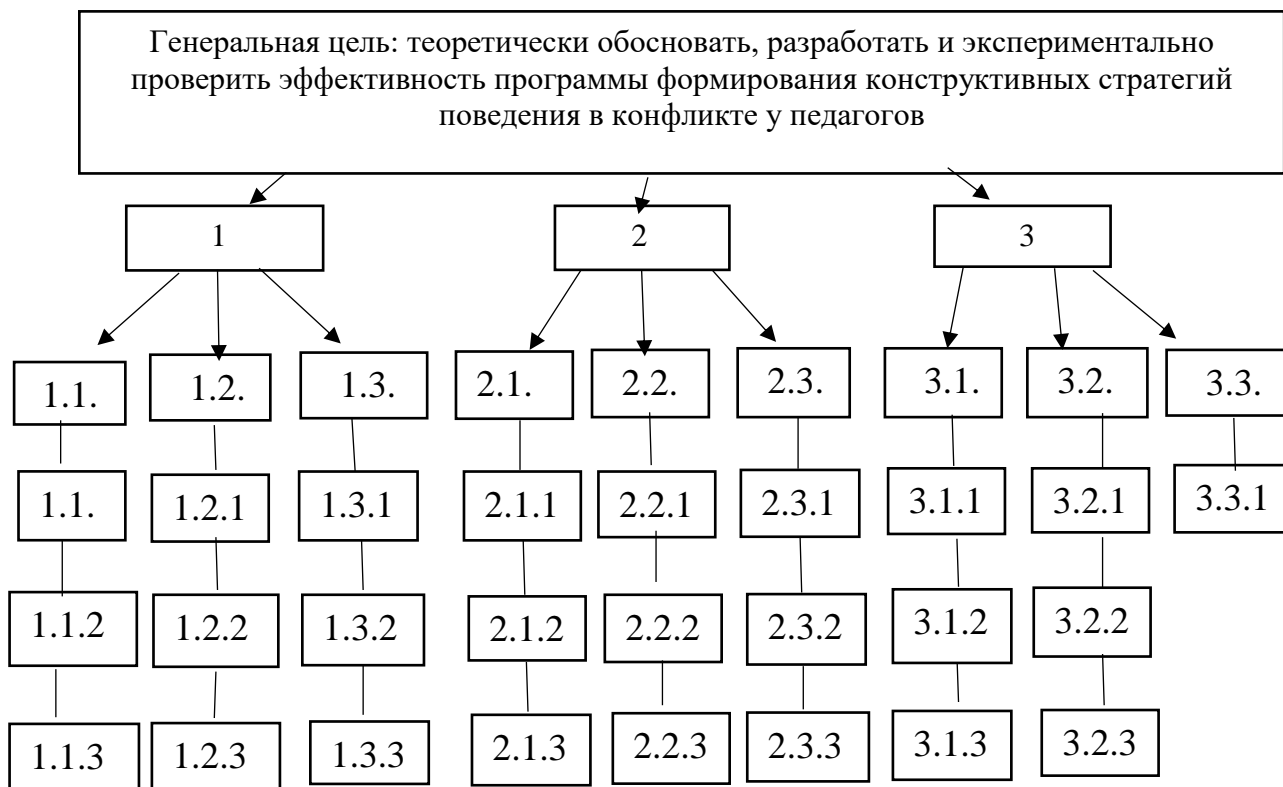 Генеральная цель: теоретически обосновать, разработать и экспериментально
проверить эффективность программы формирования конструктивных стратегий
поведения в конфликте у педагогов
1 2 3
1.1. 1.2. 1.3. 2.1. 2.2. 2.3. 3.1. 3.2. 3.3.
1.1. 1.2.1 1.3.1 2.1.1 2.2.1 2.3.1 3.1.1 3.2.1 3.3.1
1.1.2 1.2.2 1.3.2 2.1.2 2.2.2 2.3.2 3.1.2 3.2.2
1.1.3 1.2.3 1.3.3 2.1.3 2.2.3 2.3.3 3.1.3 3.2.3